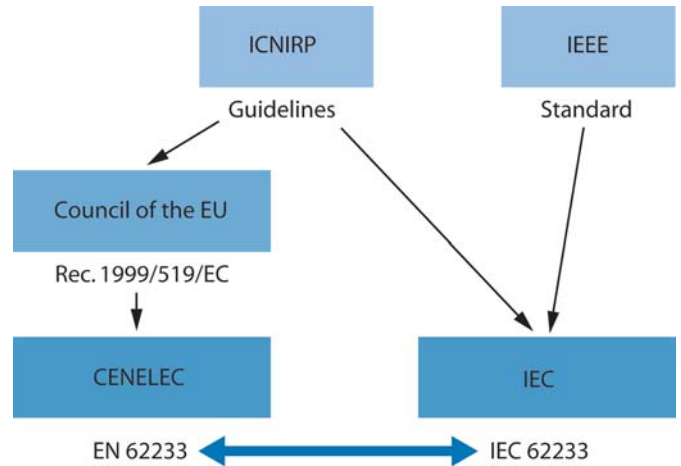 ICNIRP
IEEE
Guidelines
Standard
Council of the EU
Rec. 1999/519/EC
CENELEC
IEC
EN 62233
IEC 62233